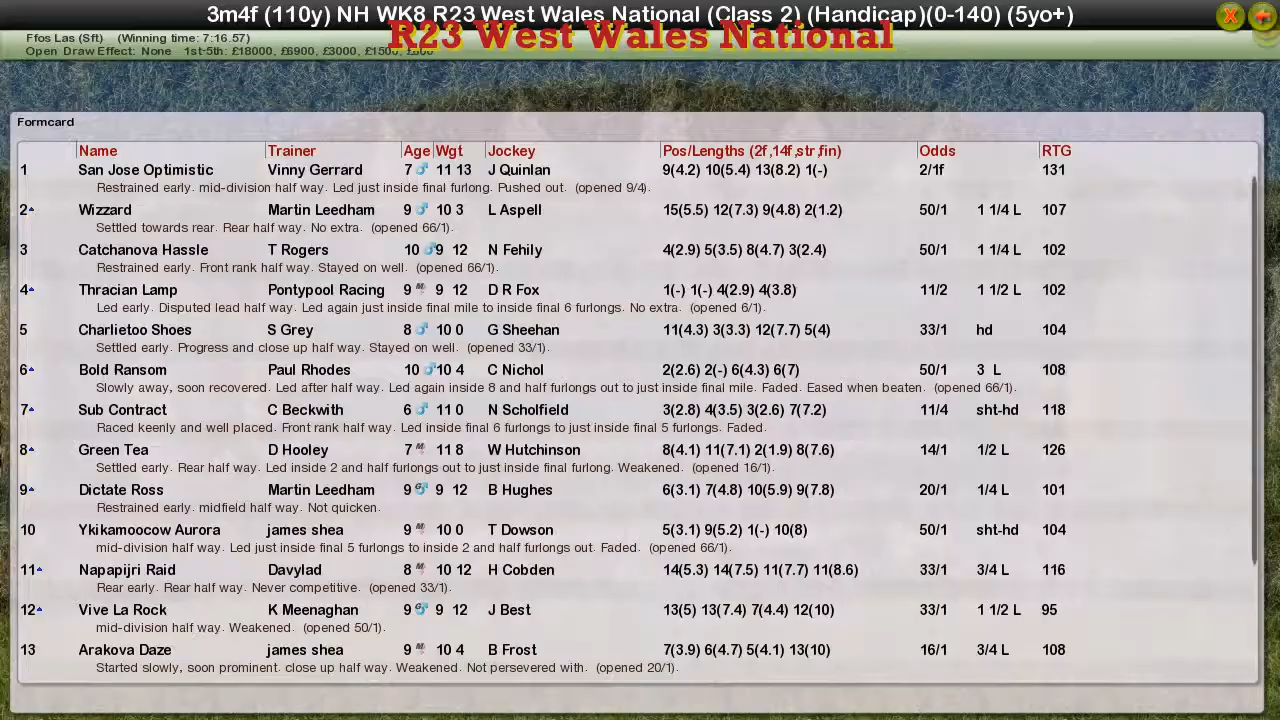 3m4f (110y) NH WK8 R23 West Wales National (Class 2) (Handicap)(0-140) (5yo+)
R23 West Wales National
Ffos Las (Sft) (Winning time: 7:16.57)
Open Draw Effect: None 1st-5th: £18000, £6900, £3000, £1500, £600
Formcard
Name Trainer Age Wgt Jockey Pos/Lengths (2f,14f,str,fin) Odds RTG
1 San Jose Optimistic Vinny Gerrard 7 11 13 J Quinlan 9(4.2) 10(5.4) 13(8.2) 1(-) 2/1f 131
Restrained early. mid-division half way. Led just inside final furlong. Pushed out. (opened 9/4).
2 Wizzard Martin Leedham 9 10 3 L Aspell 15(5.5) 12(7.3) 9(4.8) 2(1.2) 50/1 1 1/4 L 107
Settled towards rear. Rear half way. No extra. (opened 66/1).
3 Catchanova Hassle T Rogers 10 9 12 N Fehily 4(2.9) 5(3.5) 8(4.7) 3(2.4) 50/1 1 1/4 L 102
Restrained early. Front rank half way. Stayed on well. (opened 66/1).
4 Thracian Lamp Pontypool Racing 9 9 12 D R Fox 1(-) 1(-) 4(2.9) 4(3.8) 11/2 1 1/2 L 102
Led early. Disputed lead half way. Led again just inside final mile to inside final 6 furlongs. No extra. (opened 6/1).
5 Charlietoo Shoes S Grey 8 10 0 G Sheehan 11(4.3) 3(3.3) 12(7.7) 5(4) 33/1 hd 104
Settled early. Progress and close up half way. Stayed on well. (opened 33/1).
6 Bold Ransom Paul Rhodes 10 10 4 C Nichol 2(2.6) 2(-) 6(4.3) 6(7) 50/1 3 L 108
Slowly away, soon recovered. Led after half way. Led again inside 8 and half furlongs out to just inside final mile. Faded. Eased when beaten. (opened 66/1).
7 Sub Contract C Beckwith 6 11 0 N Scholfield 3(2.8) 4(3.5) 3(2.6) 7(7.2) 11/4 sht-hd 118
Raced keenly and well placed. Front rank half way. Led inside final 6 furlongs to just inside final 5 furlongs. Faded.
8 Green Tea D Hooley 7 11 8 W Hutchinson 8(4.1) 11(7.1) 2(1.9) 8(7.6) 14/1 1/2 L 126
Settled early. Rear half way. Led inside 2 and half furlongs out to just inside final furlong. Weakened. (opened 16/1).
9 Dictate Ross Martin Leedham 9 9 12 B Hughes 6(3.1) 7(4.8) 10(5.9) 9(7.8) 20/1 1/4 L 101
Restrained early. midfield half way. Not quicken.
10 Ykikamoocow Aurora james shea 9 10 0 T Dowson 5(3.1) 9(5.2) 1(-) 10(8) 50/1 sht-hd 104
mid-division half way. Led just inside final 5 furlongs to inside 2 and half furlongs out. Faded. (opened 66/1).
11 Napapijri Raid Davylad 8 10 12 H Cobden 14(5.3) 14(7.5) 11(7.7) 11(8.6) 33/1 3/4 L 116
Rear early. Rear half way. Never competitive. (opened 33/1).
12 Vive La Rock K Meenaghan 9 9 12 J Best 13(5) 13(7.4) 7(4.4) 12(10) 33/1 1 1/2 L 95
mid-division half way. Weakened. (opened 50/1).
13 Arakova Daze james shea 9 10 4 B Frost 7(3.9) 6(4.7) 5(4.1) 13(10) 16/1 3/4 L 108
Started slowly, soon prominent. close up half way. Weakened. Not persevered with. (opened 20/1).